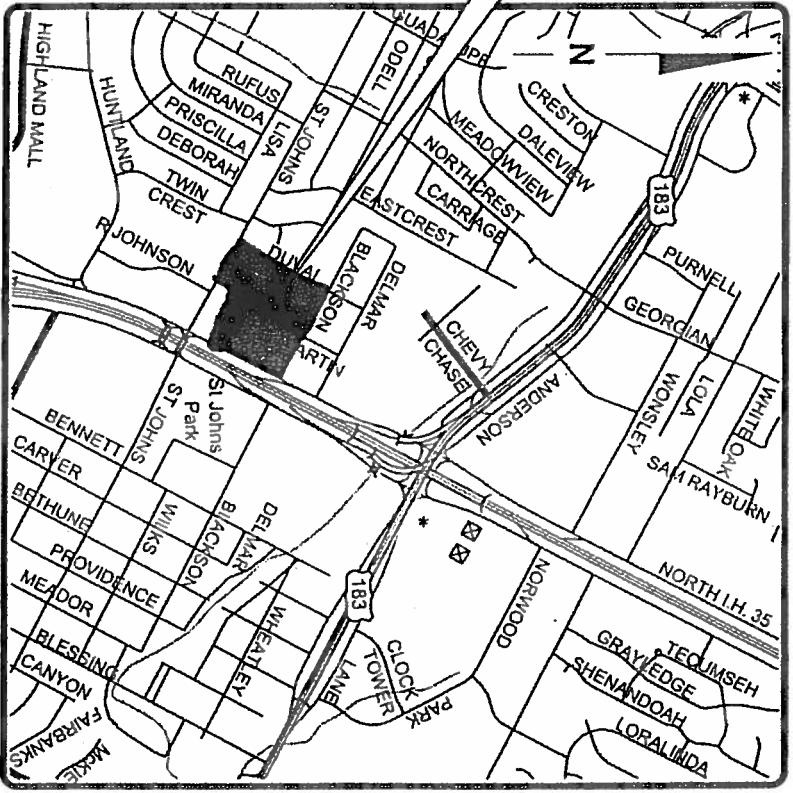 HIGHLAND MALL
HUNTLAND
RUFUS
MIRANDA
PRISCILLA
DEBORAH
TWIN
CREST
LISA
ST JOHNS
ODELL
N
CRESTON
DALEVIEW
MEADOWVIEW
NORTHCREST
CARRIAGE
EASTCREST
183
PURNELL
GEORGIAN
R JOHNSON
DUVAL
BLACKSON
DELMAR
CHEVY
CHASE
ANDERSON
WONSLEY
LOLA
WHITE OAK
SAM RAYBURN
St Johns
Park
ST JOHNS
BENNETT
CARVER
BETHUNE
WILKS
BLACKSON
DELMAR
PROVIDENCE
MEADOR
BLESSING
CANYON
FAIRBANKS
McKIE
WHEATLEY
183
LANE
CLOCK
TOWER
PARK
NORWOOD
NORTH I.H. 35
GRAYLEDGE
TECUMSEH
SHENANDOAH
LORALINDA